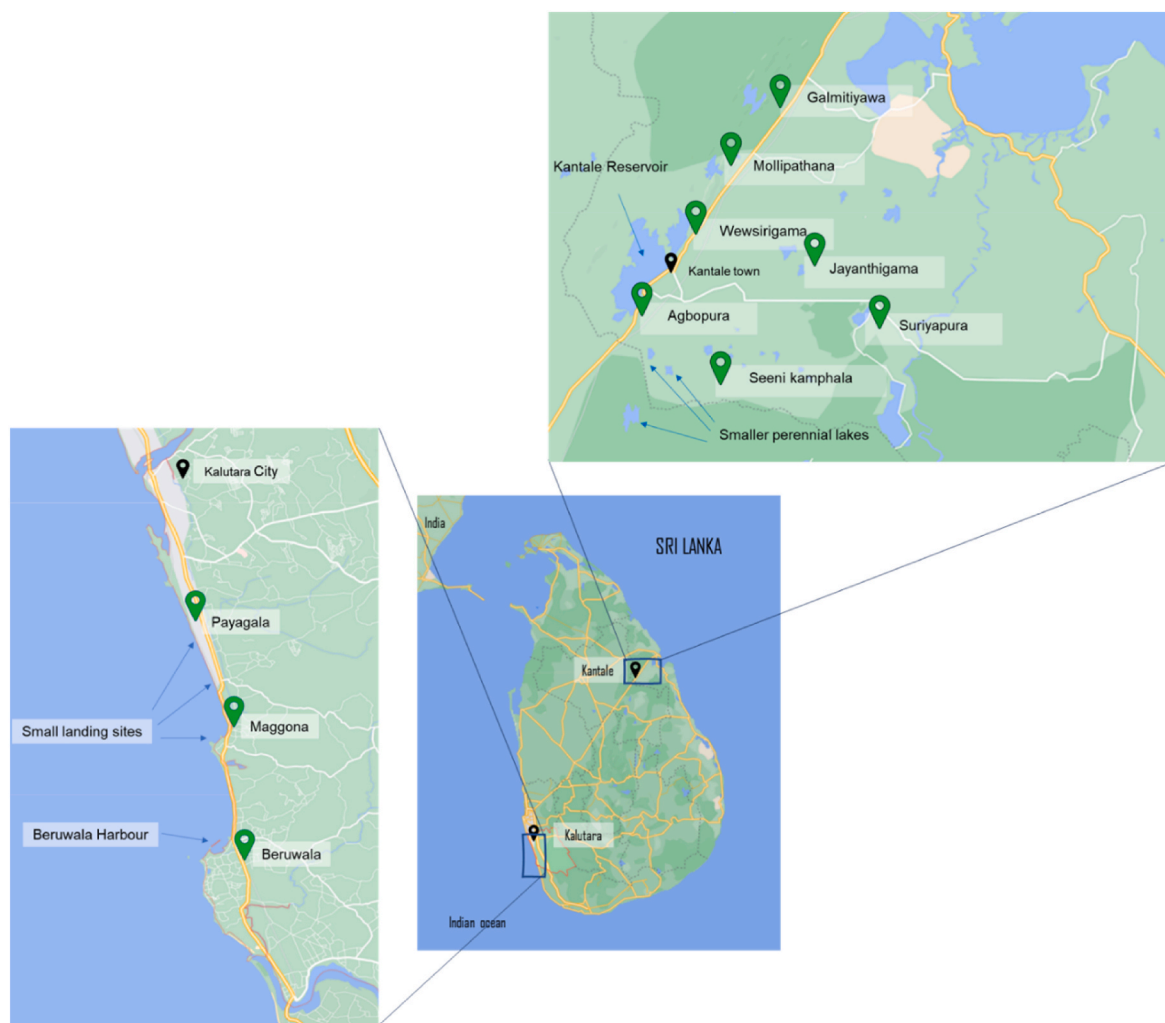 Galmitiyawa
Kantale Reservoir
Mollipathana
Wewsirigama
Kantale town
Jayanthigama
Agbopura
Suriyapura
Seeni kamphala
Smaller perennial lakes
Kalutara City
Payagala
Small landing sites
Maggona
Beruwala Harbour
Beruwala
India
SRI LANKA
Kantale
Kalutara
Indian ocean